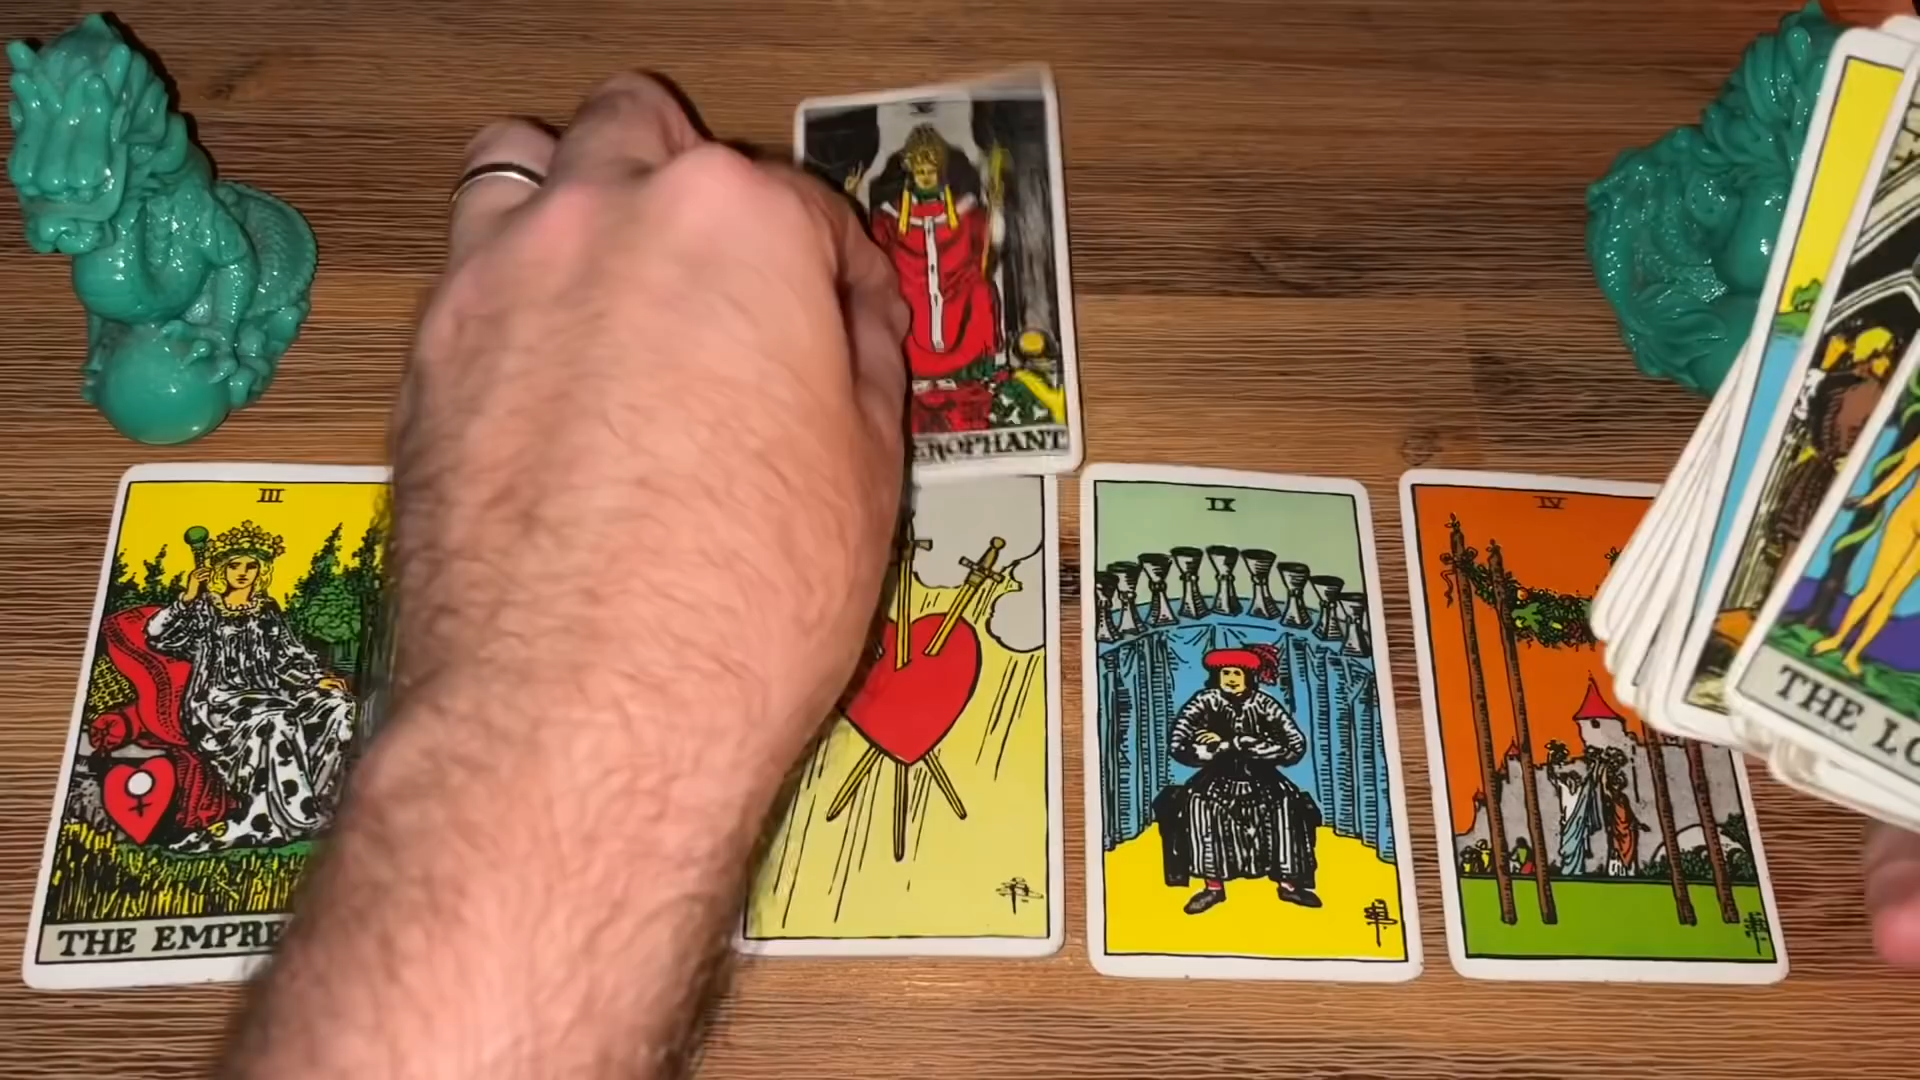 V
EROPHANT
III
IX
IV
THE EMPRE
THE LO